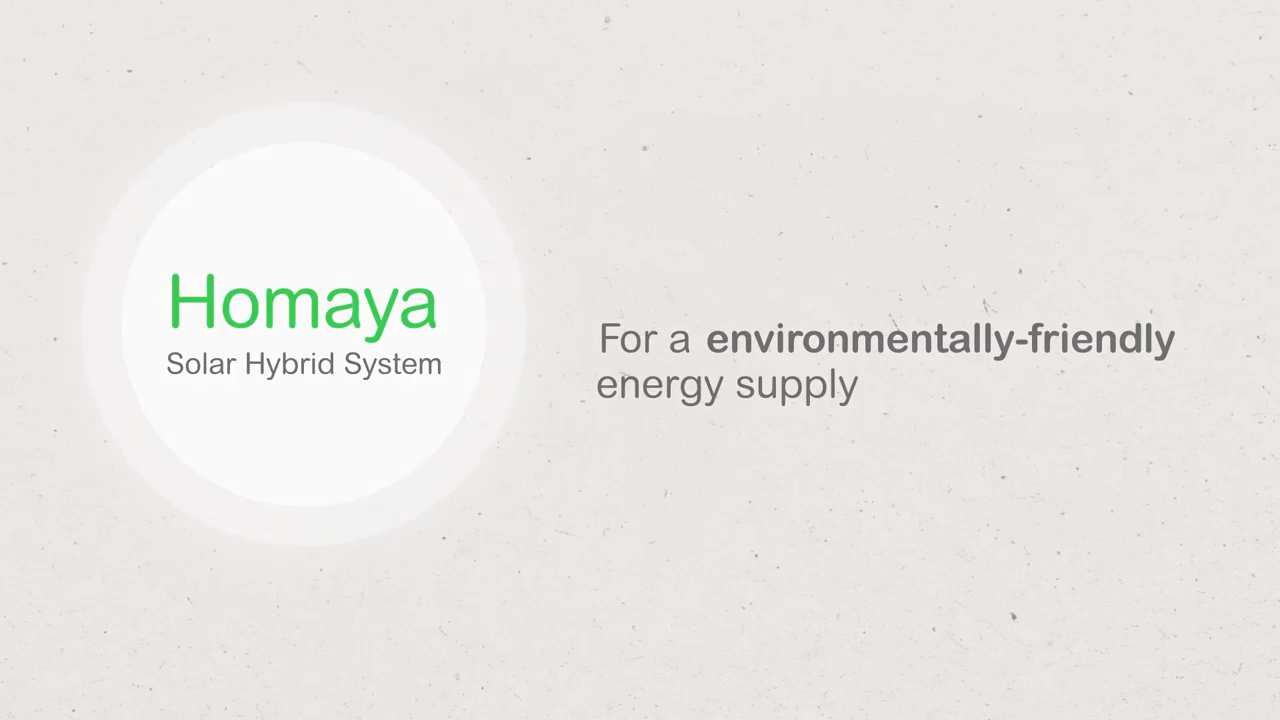 Homaya
Solar Hybrid System
For a environmentally-friendly
energy supply